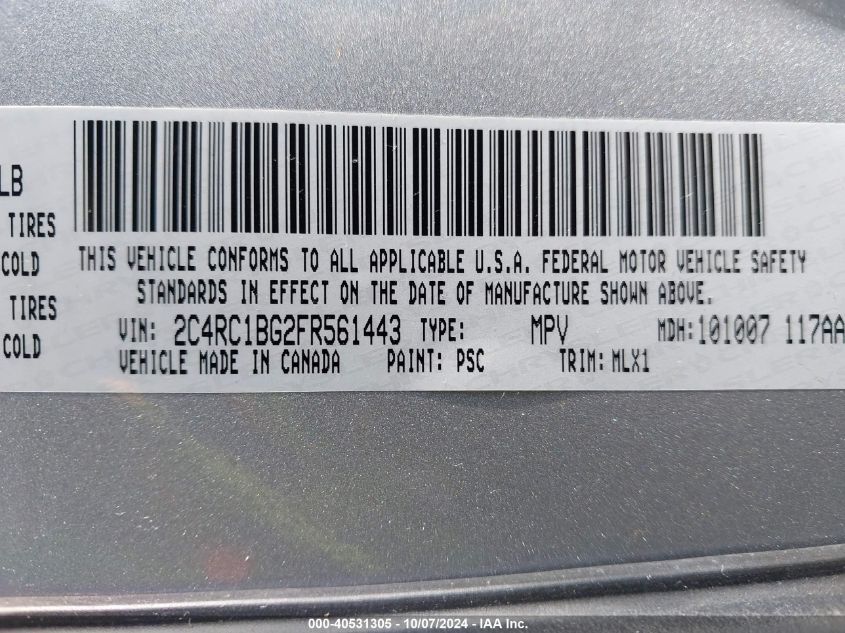 LB
TIRES
COLD
TIRES
COLD
THIS VEHICLE CONFORMS TO ALL APPLICABLE U.S.A. FEDERAL MOTOR VEHICLE SAFETY
STANDARDS IN EFFECT ON THE DATE OF MANUFACTURE SHOWN ABOVE.
VIN: 2C4RC1BG2FR561443 TYPE: MPV MDH: 101007 117AA
VEHICLE MADE IN CANADA PAINT: PSC TRIM: MLX1
000-40531305 - 10/07/2024 - IAA Inc.